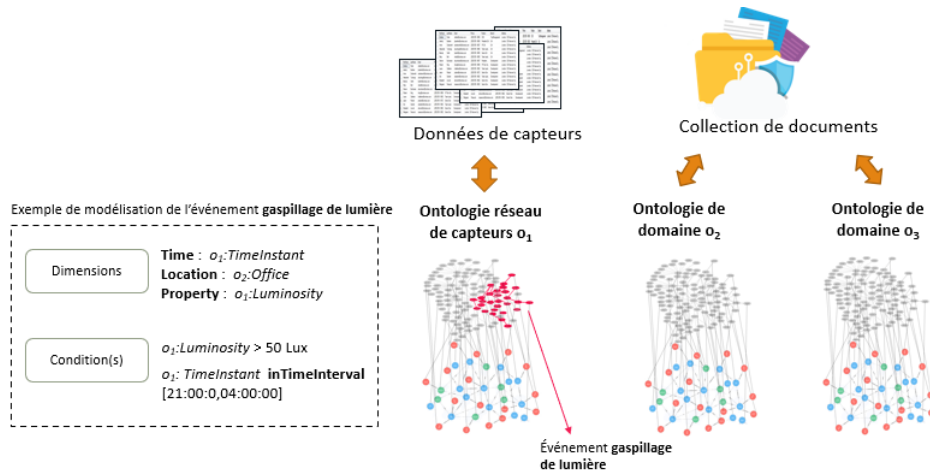 Données de capteurs
Collection de documents
Exemple de modélisation de l'événement gaspillage de lumière
Dimensions
Time : o1:TimeInstant
Location : o2:Office
Property : o1:Luminosity
Condition(s)
o1:Luminosity > 50 Lux
o1: TimeInstant inTimeInterval
[21:00:0,04:00:00]
Ontologie réseau
de capteurs o1
Ontologie de
domaine o2
Ontologie de
domaine o3
Événement gaspillage
de lumière